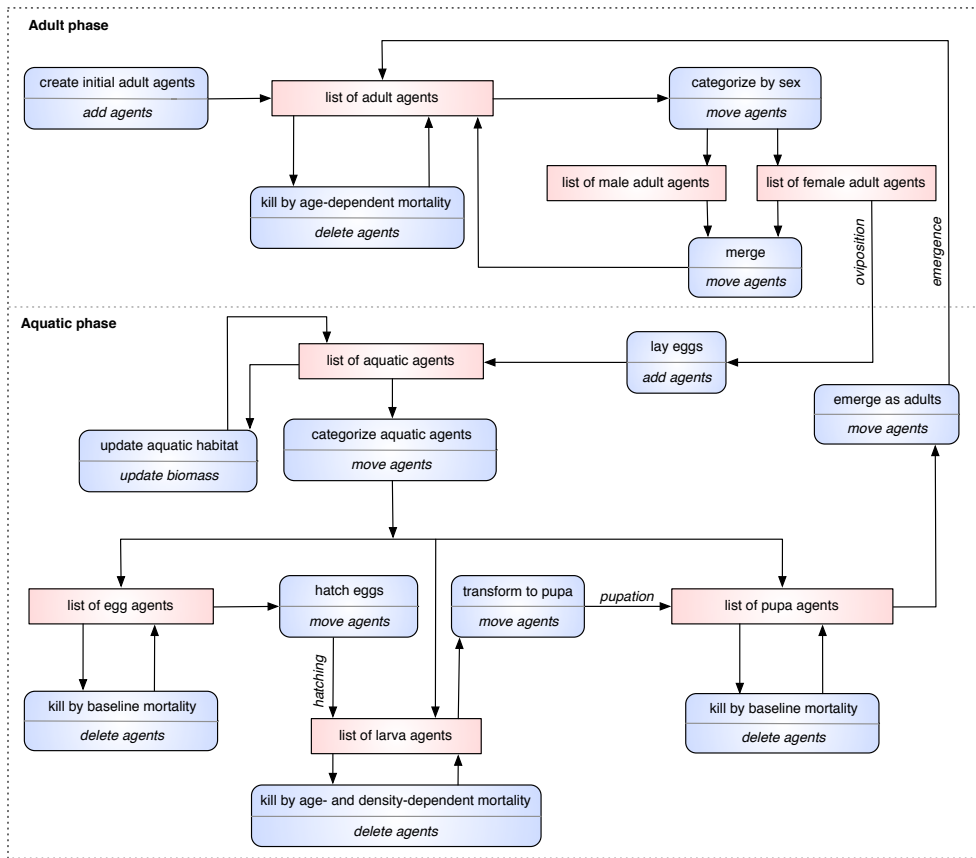 Adult phase
create initial adult agents
add agents
list of adult agents
categorize by sex
move agents
list of male adult agents
list of female adult agents
kill by age-dependent mortality
delete agents
merge
move agents
oviposition
emergence
Aquatic phase
list of aquatic agents
lay eggs
add agents
emerge as adults
move agents
update aquatic habitat
update biomass
categorize aquatic agents
move agents
list of egg agents
hatch eggs
move agents
transform to pupa
move agents
pupation
list of pupa agents
hatching
kill by baseline mortality
delete agents
list of larva agents
kill by baseline mortality
delete agents
kill by age- and density-dependent mortality
delete agents